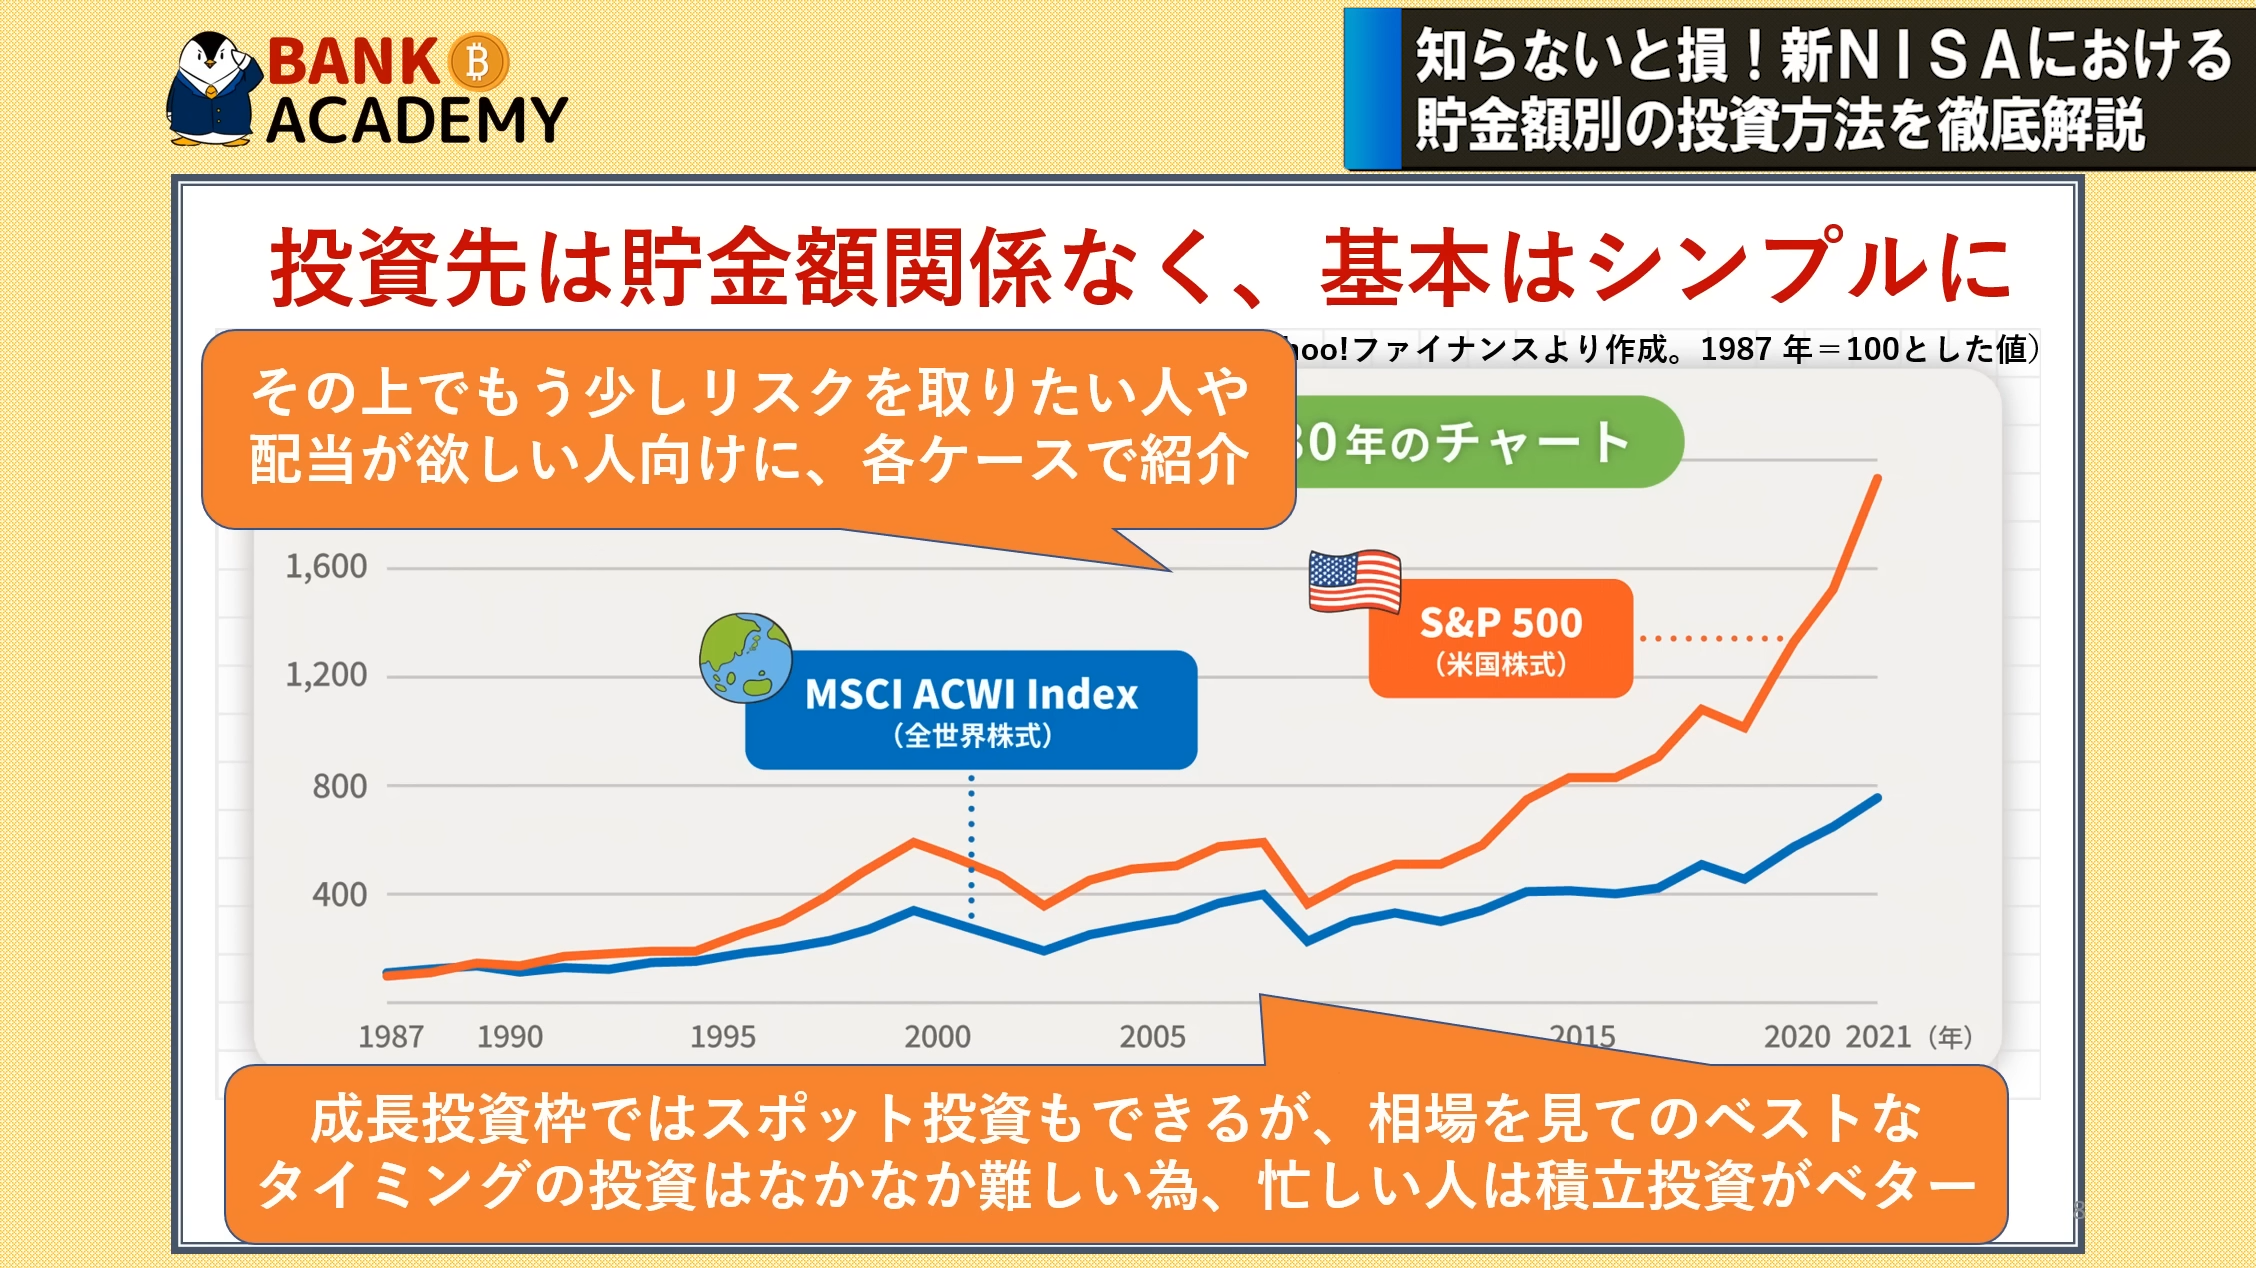 BANK
ACADEMY
知らないと損！新ＮＩＳＡにおける
貯金額別の投資方法を徹底解説
投資先は貯金額関係なく、基本はシンプルに
hoo!ファイナンスより作成。1987 年＝100とした値）
その上でもう少しリスクを取りたい人や
配当が欲しい人向けに、各ケースで紹介
30年のチャート
1,600
1,200
800
400
S&P 500
（米国株式）
MSCI ACWI Index
（全世界株式）
1987 1990 1995 2000 2005 2015 2020 2021（年）
成長投資枠ではスポット投資もできるが、相場を見てのベストな
タイミングの投資はなかなか難しい為、忙しい人は積立投資がベター
8